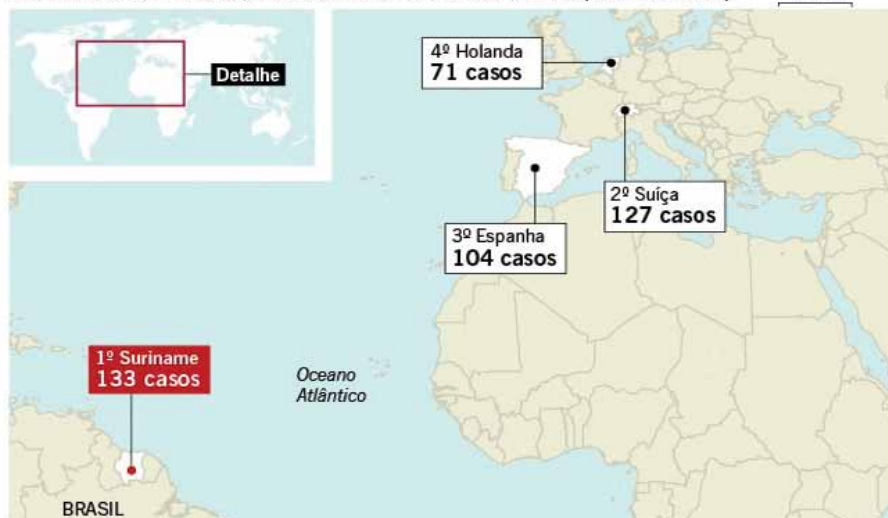 Detalhe
4º Holanda
71 casos
2º Suíça
127 casos
3º Espanha
104 casos
1º Suriname
133 casos
Oceano
Atlântico
BRASIL